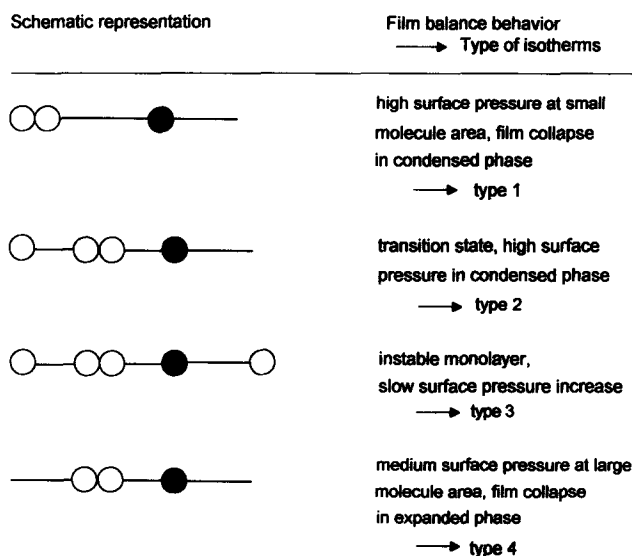 Schematic representation
Film balance behavior
→ Type of isotherms
high surface pressure at small
molecule area, film collapse
in condensed phase
→ type 1
transition state, high surface
pressure in condensed phase
→ type 2
instable monolayer,
slow surface pressure increase
→ type 3
medium surface pressure at large
molecule area, film collapse
in expanded phase
→ type 4